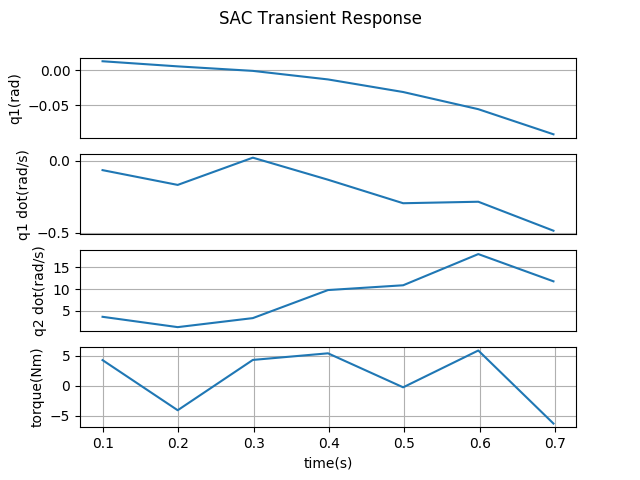 SAC Transient Response
q1(rad)
0.00
−0.05
q1 dot(rad/s)
0.0
−0.5
q2 dot(rad/s)
15
10
5
torque(Nm)
5
0
−5
0.1 0.2 0.3 0.4 0.5 0.6 0.7
time(s)